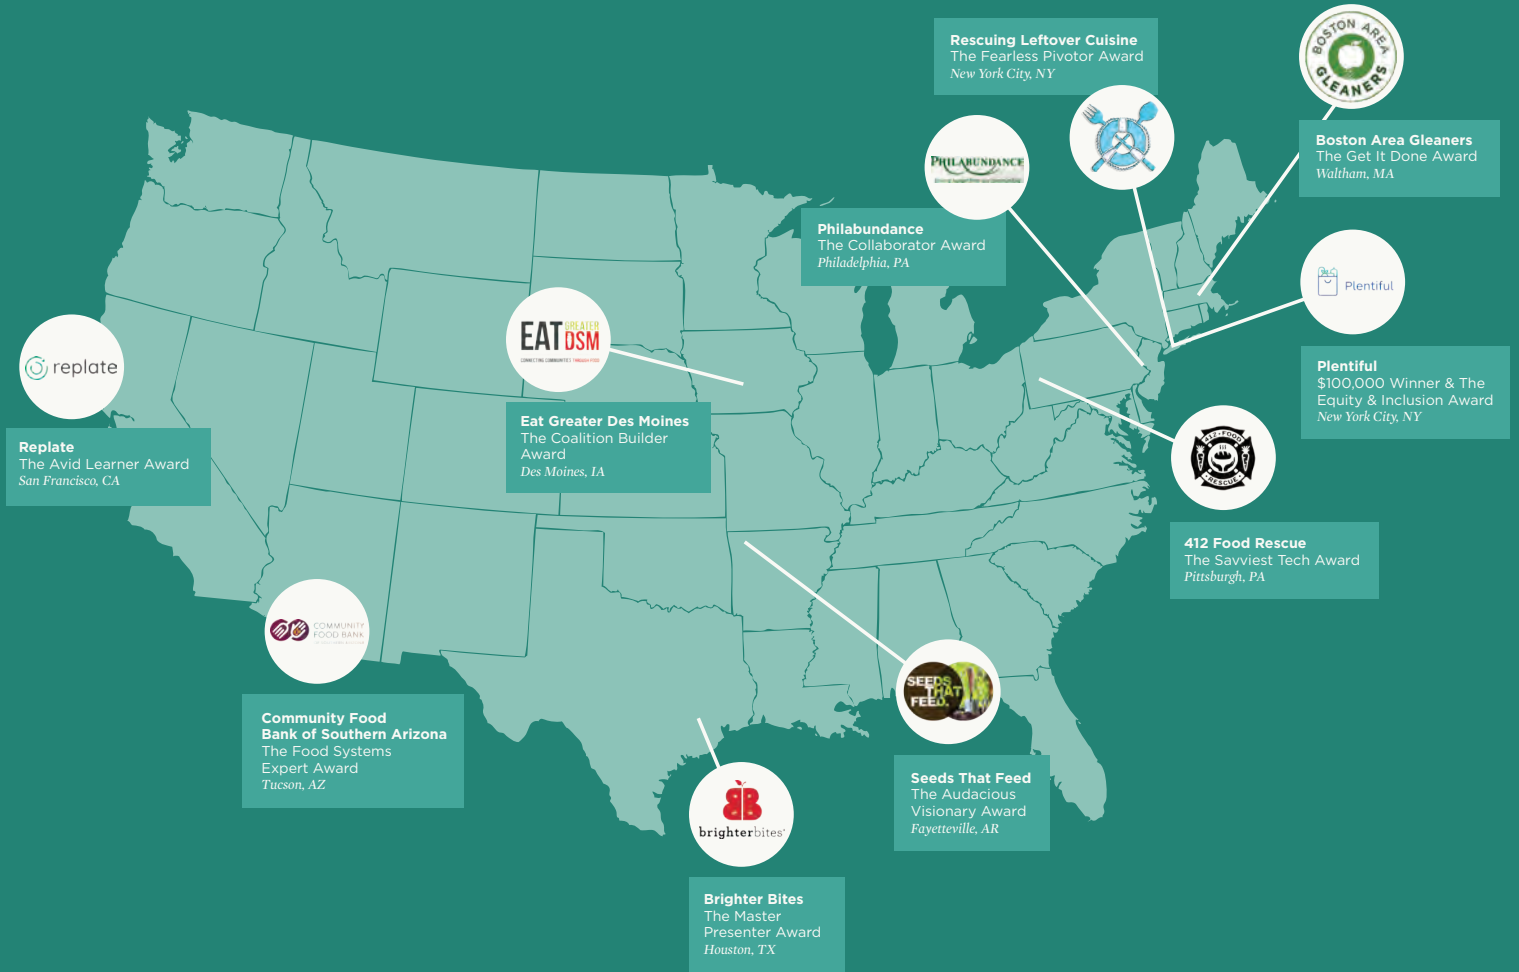 Rescuing Leftover Cuisine
The Fearless Pivotor Award
New York City, NY
BOSTON AREA
GLEANERS
Boston Area Gleaners
The Get It Done Award
Waltham, MA
PHILABUNDANCE
Philabundance
The Collaborator Award
Philadelphia, PA
Plentiful
Plentiful
$100,000 Winner & The
Equity & Inclusion Award
New York City, NY
EAT GREATER
DSM
CONNECTING COMMUNITIES THROUGH FOOD
Eat Greater Des Moines
The Coalition Builder
Award
Des Moines, IA
replate
Replate
The Avid Learner Award
San Francisco, CA
412 FOOD
RESCUE
412 Food Rescue
The Savviest Tech Award
Pittsburgh, PA
COMMUNITY
FOOD BANK
Community Food
Bank of Southern Arizona
The Food Systems
Expert Award
Tucson, AZ
SEEDS
THAT
FEED.
Seeds That Feed
The Audacious
Visionary Award
Fayetteville, AR
brighterbites
Brighter Bites
The Master
Presenter Award
Houston, TX